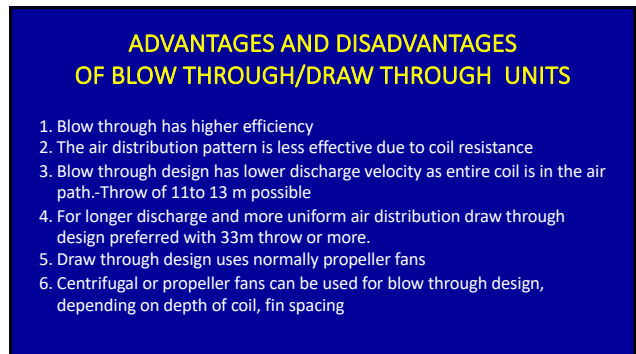 ADVANTAGES AND DISADVANTAGES
OF BLOW THROUGH/DRAW THROUGH  UNITS
1. Blow through has higher efficiency
2. The air distribution pattern is less effective due to coil resistance
3. Blow through design has lower discharge velocity as entire coil is in the air
path.-Throw of 11to 13 m possible
4. For longer discharge and more uniform air distribution draw through
design preferred with 33m throw or more.
5. Draw through design uses normally propeller fans
6. Centrifugal or propeller fans can be used for blow through design,
depending on depth of coil, fin spacing